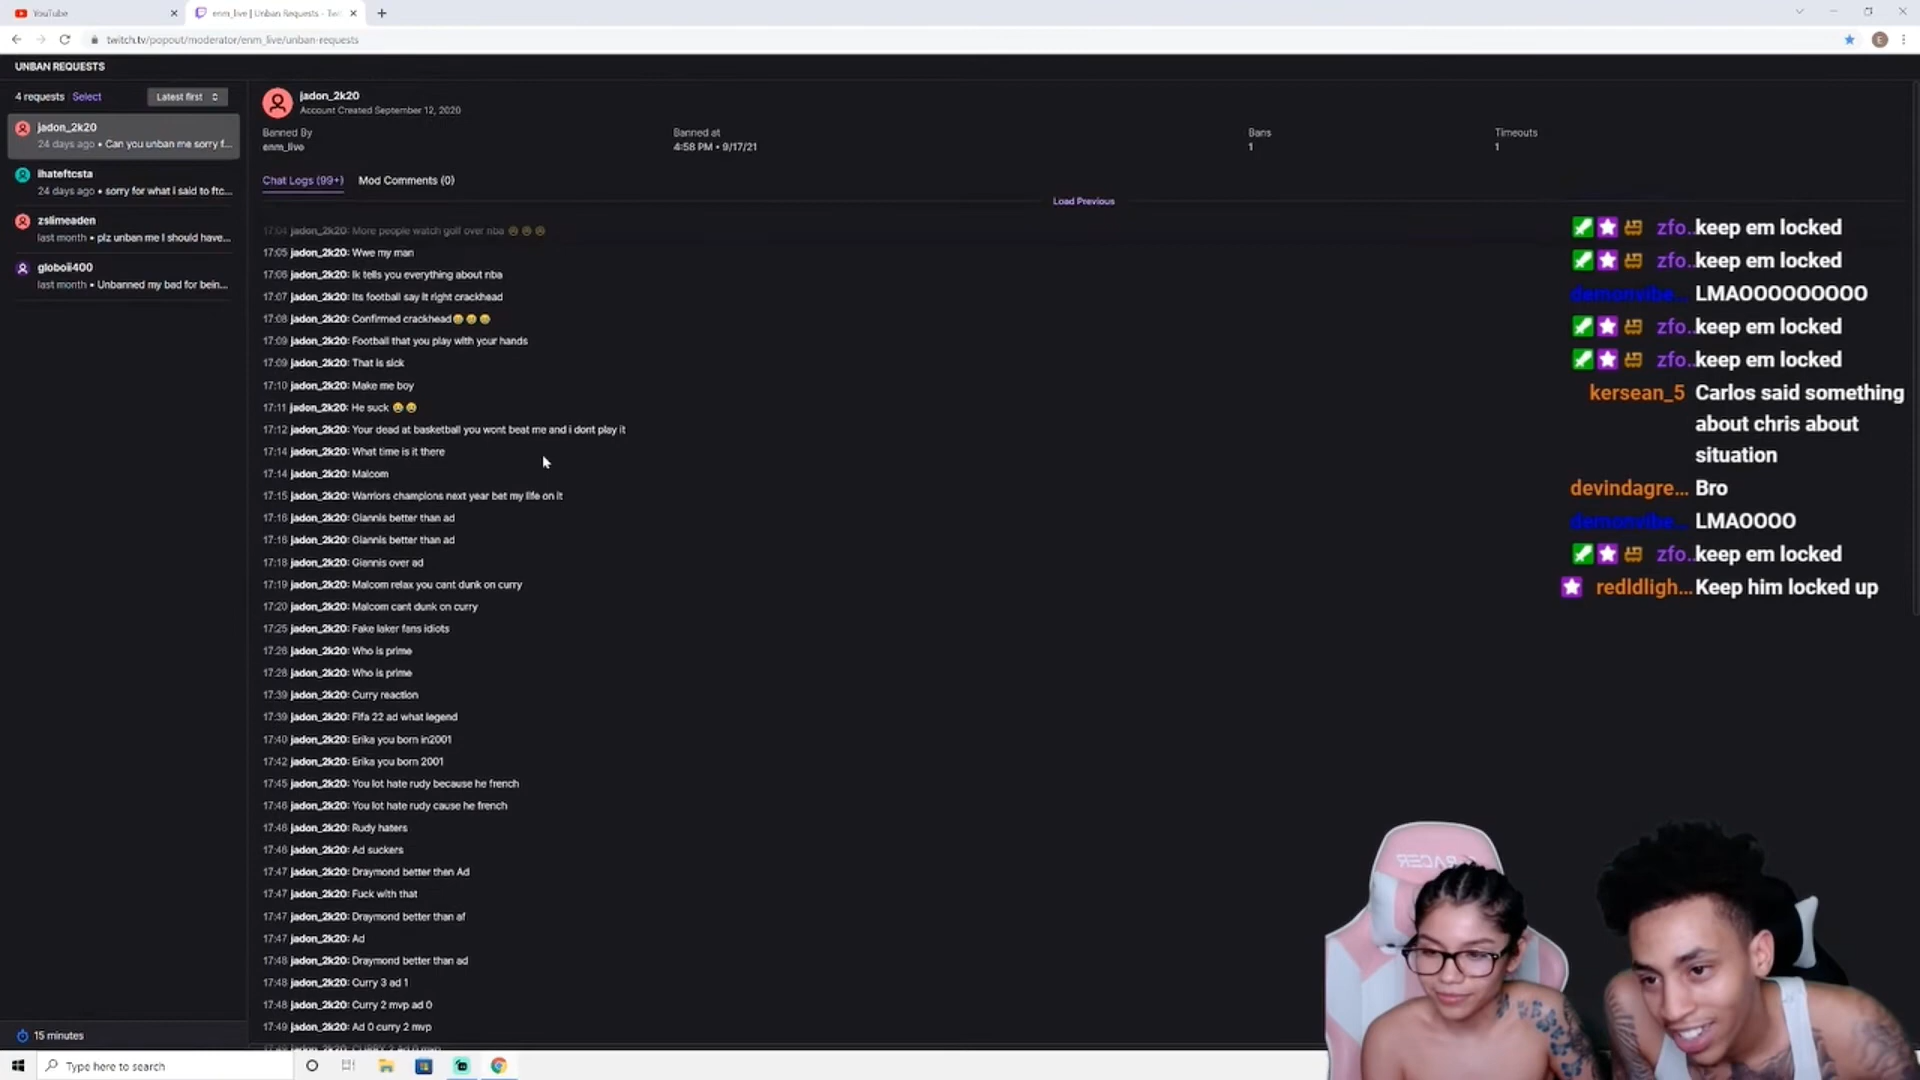 YouTube
enm_live | Unban Requests - Twi
twitch.tv/popout/moderator/enm_live/unban-requests
UNBAN REQUESTS
4 requests Select Latest first
jadon_2k20
24 days ago • Can you unban me sorry f...
ihateftcsta
24 days ago • sorry for what i said to ftc...
zslimeaden
last month • plz unban me I should have...
globoii400
last month • Unbanned my bad for bein...
15 minutes
jadon_2k20
Account Created September 12, 2020
Banned By
enm_live
Banned at
4:58 PM • 9/17/21
Bans
1
Timeouts
1
Chat Logs (99+) Mod Comments (0)
Load Previous
17:04 jadon_2k20: More people watch golf over nba
17:05 jadon_2k20: Wwe my man
17:06 jadon_2k20: Ik tells you everything about nba
17:07 jadon_2k20: Its football say it right crackhead
17:08 jadon_2k20: Confirmed crackhead
17:09 jadon_2k20: Football that you play with your hands
17:09 jadon_2k20: That is sick
17:10 jadon_2k20: Make me boy
17:11 jadon_2k20: He suck
17:12 jadon_2k20: Your dead at basketball you wont beat me and i dont play it
17:14 jadon_2k20: What time is it there
17:14 jadon_2k20: Malcom
17:15 jadon_2k20: Warriors champions next year bet my life on it
17:16 jadon_2k20: Giannis better than ad
17:16 jadon_2k20: Giannis better than ad
17:18 jadon_2k20: Giannis over ad
17:19 jadon_2k20: Malcom relax you cant dunk on curry
17:20 jadon_2k20: Malcom cant dunk on curry
17:25 jadon_2k20: Fake laker fans idiots
17:26 jadon_2k20: Who is prime
17:28 jadon_2k20: Who is prime
17:39 jadon_2k20: Curry reaction
17:39 jadon_2k20: Fifa 22 ad what legend
17:40 jadon_2k20: Erika you born in2001
17:42 jadon_2k20: Erika you born 2001
17:45 jadon_2k20: You lot hate rudy because he french
17:46 jadon_2k20: You lot hate rudy cause he french
17:46 jadon_2k20: Rudy haters
17:46 jadon_2k20: Ad suckers
17:47 jadon_2k20: Draymond better then Ad
17:47 jadon_2k20: Fuck with that
17:47 jadon_2k20: Draymond better than af
17:47 jadon_2k20: Ad
17:48 jadon_2k20: Draymond better than ad
17:48 jadon_2k20: Curry 3 ad 1
17:48 jadon_2k20: Curry 2 mvp ad 0
17:49 jadon_2k20: Ad 0 curry 2 mvp
zfo.. keep em locked
zfo.. keep em locked
demonvibe... LMAOOOOOOOOO
zfo.. keep em locked
zfo.. keep em locked
kersean_5 Carlos said something
about chris about
situation
devindagre... Bro
demonvibe... LMAOOOO
zfo.. keep em locked
redldligh... Keep him locked up
Type here to search